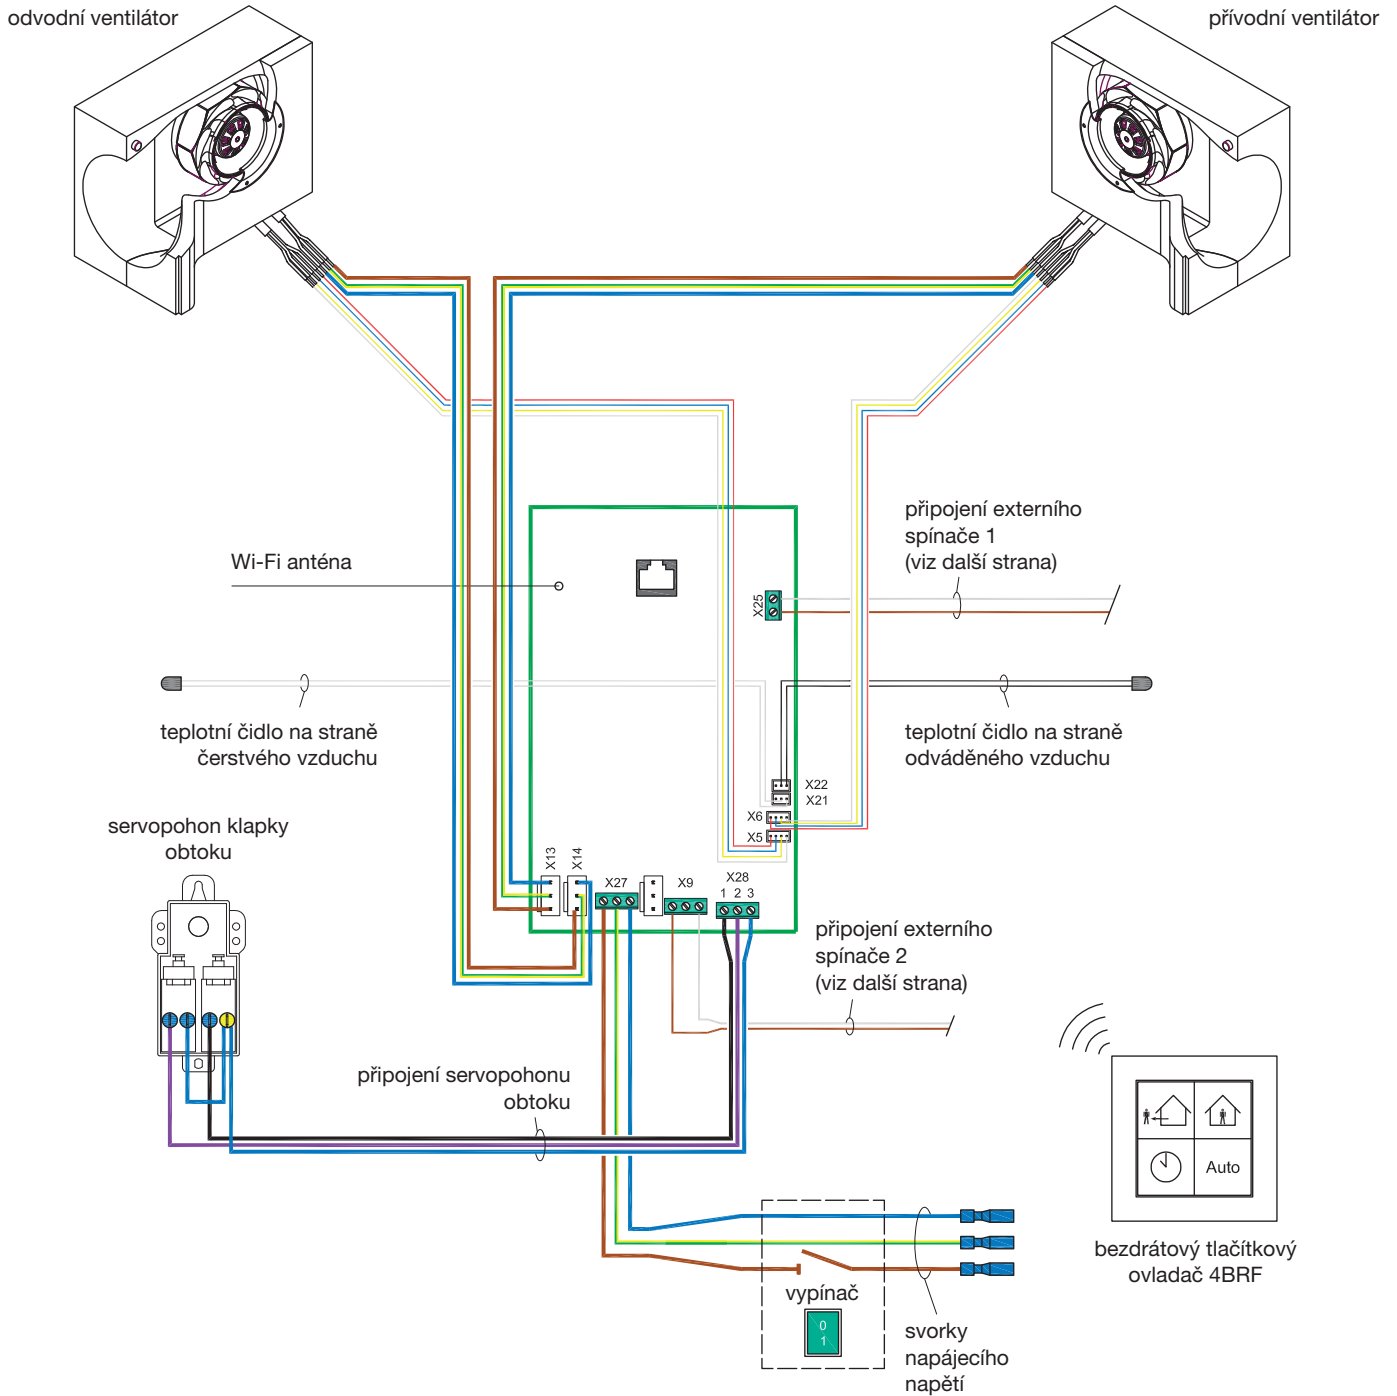 odvodní ventilátor
přívodní ventilátor
připojení externího
spínače 1
(viz další strana)
Wi-Fi anténa
X25
teplotní čidlo na straně
čerstvého vzduchu
teplotní čidlo na straně
odváděného vzduchu
X22
X21
X6
X5
servopohon klapky
obtoku
X13
X14
X27
X9
X28
1 2 3
připojení externího
spínače 2
(viz další strana)
připojení servopohonu
obtoku
Auto
bezdrátový tlačítkový
ovladač 4BRF
vypínač
0
1
svorky
napájecího
napětí